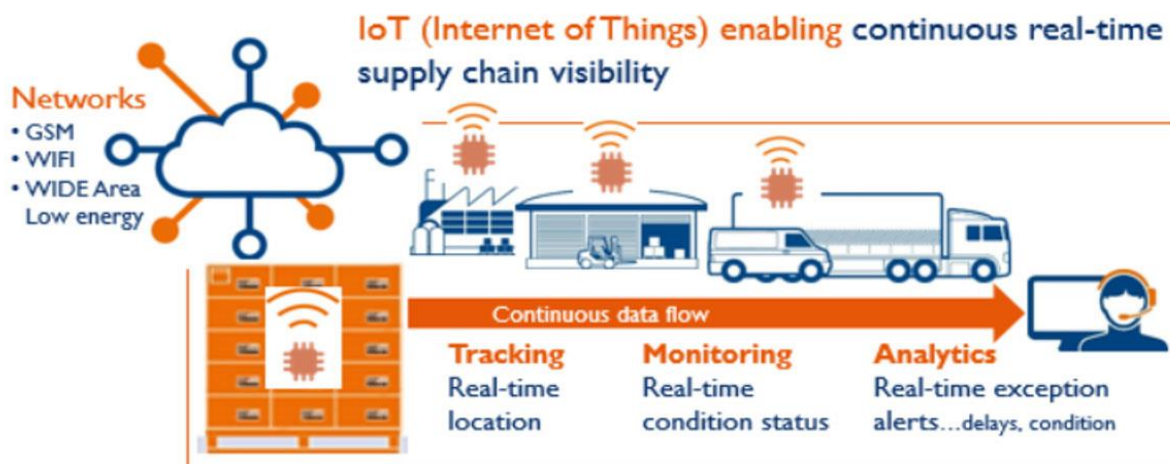 IoT (Internet of Things) enabling continuous real-time
supply chain visibility
Networks
• GSM
• WIFI
• WIDE Area
Low energy
Continuous data flow
Tracking
Real-time
location
Monitoring
Real-time
condition status
Analytics
Real-time exception
alerts...delays, condition